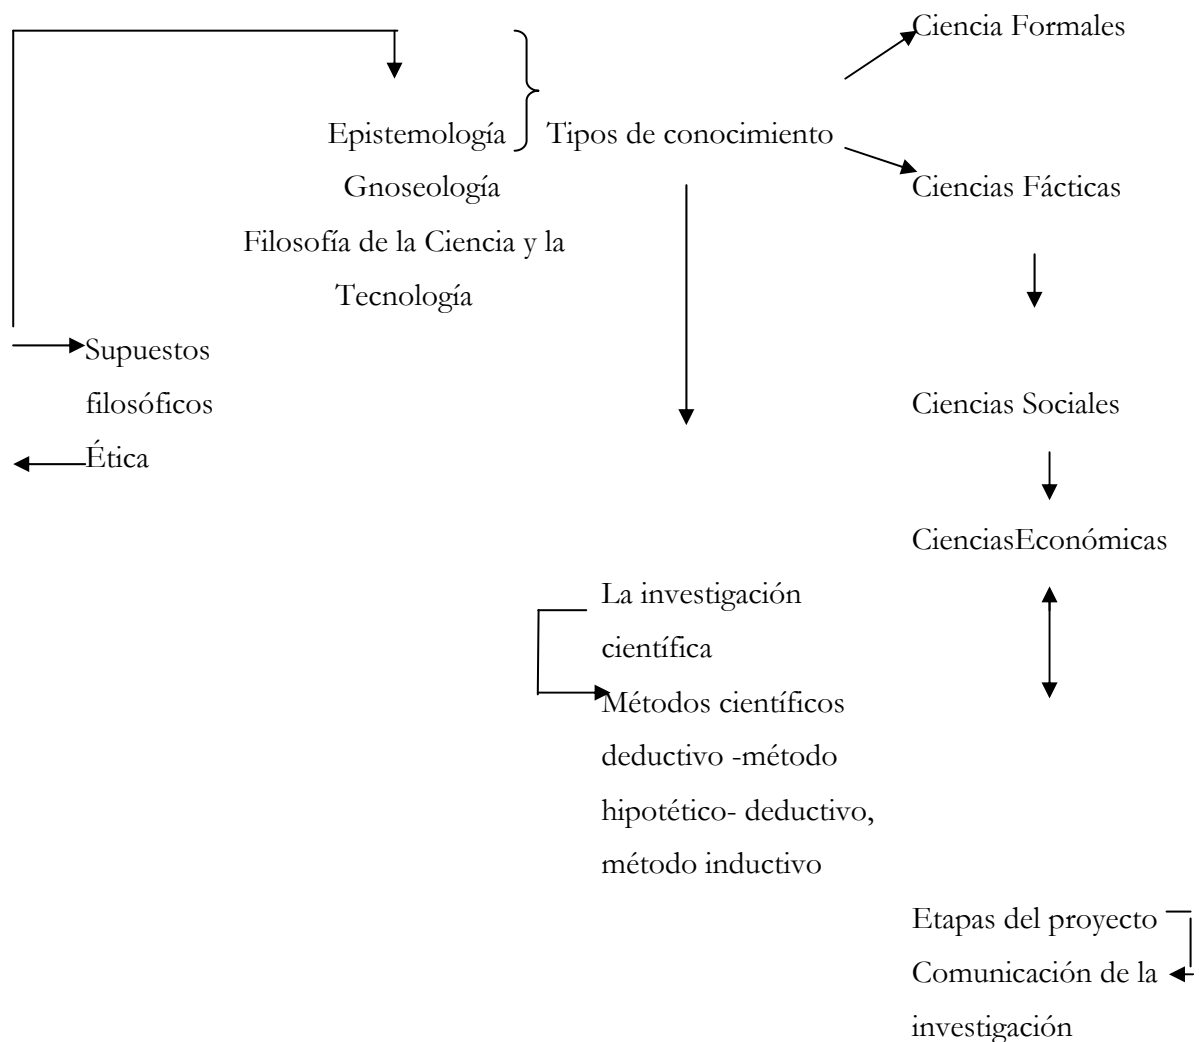 Ciencia Formales
Epistemología
Tipos de conocimiento
Gnoseología
Ciencias Fácticas
Filosofía de la Ciencia y la
Tecnología
Supuestos
filosóficos
Ética
Ciencias Sociales
CienciasEconómicas
La investigación
científica
Métodos científicos
deductivo -método
hipotético- deductivo,
método inductivo
Etapas del proyecto
Comunicación de la
investigación